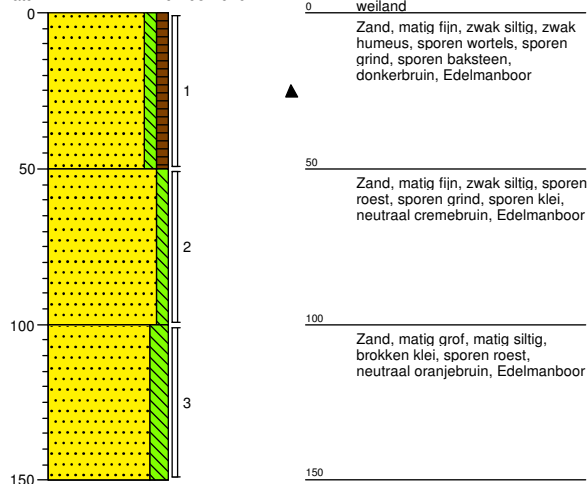 0
50
100
150
1
2
3
0
weiland
Zand, matig fijn, zwak siltig, zwak
humeus, sporen wortels, sporen
grind, sporen baksteen,
donkerbruin, Edelmanboor
50
Zand, matig fijn, zwak siltig, sporen
roest, sporen grind, sporen klei,
neutraal cremebruin, Edelmanboor
100
Zand, matig grof, matig siltig,
brokken klei, sporen roest,
neutraal oranjebruin, Edelmanboor
150